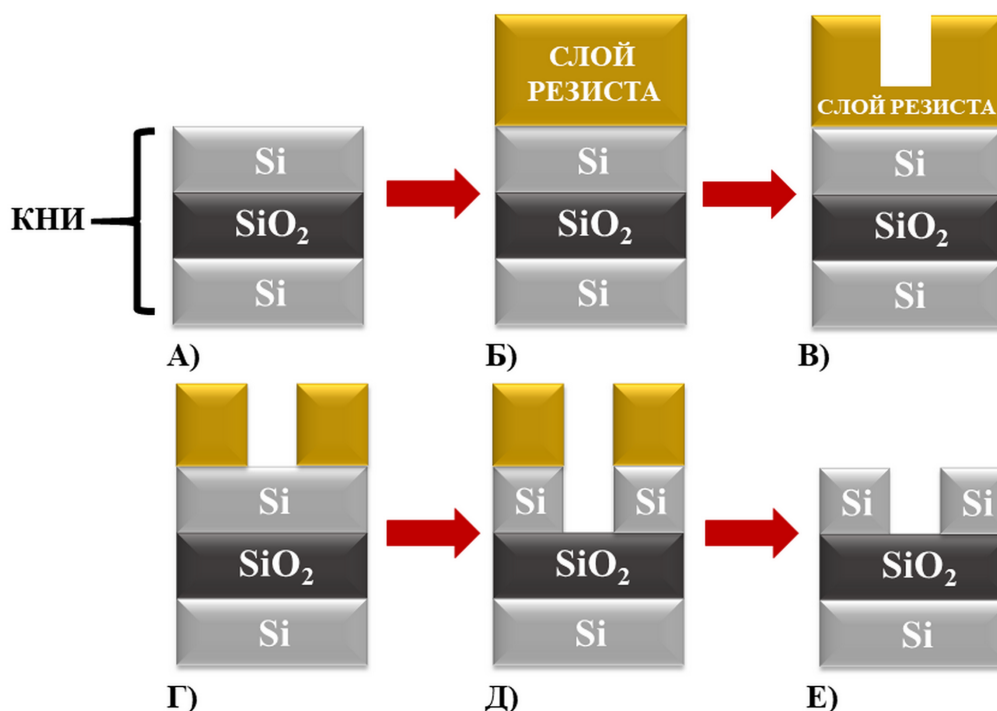 СЛОЙ
РЕЗИСТА
СЛОЙ РЕЗИСТА
Si
Si
Si
КНИ
SiO₂
SiO₂
SiO₂
Si
Si
Si
А)
Б)
В)
Si
Si
Si
Si
Si
SiO₂
SiO₂
SiO₂
Si
Si
Si
Г)
Д)
Е)